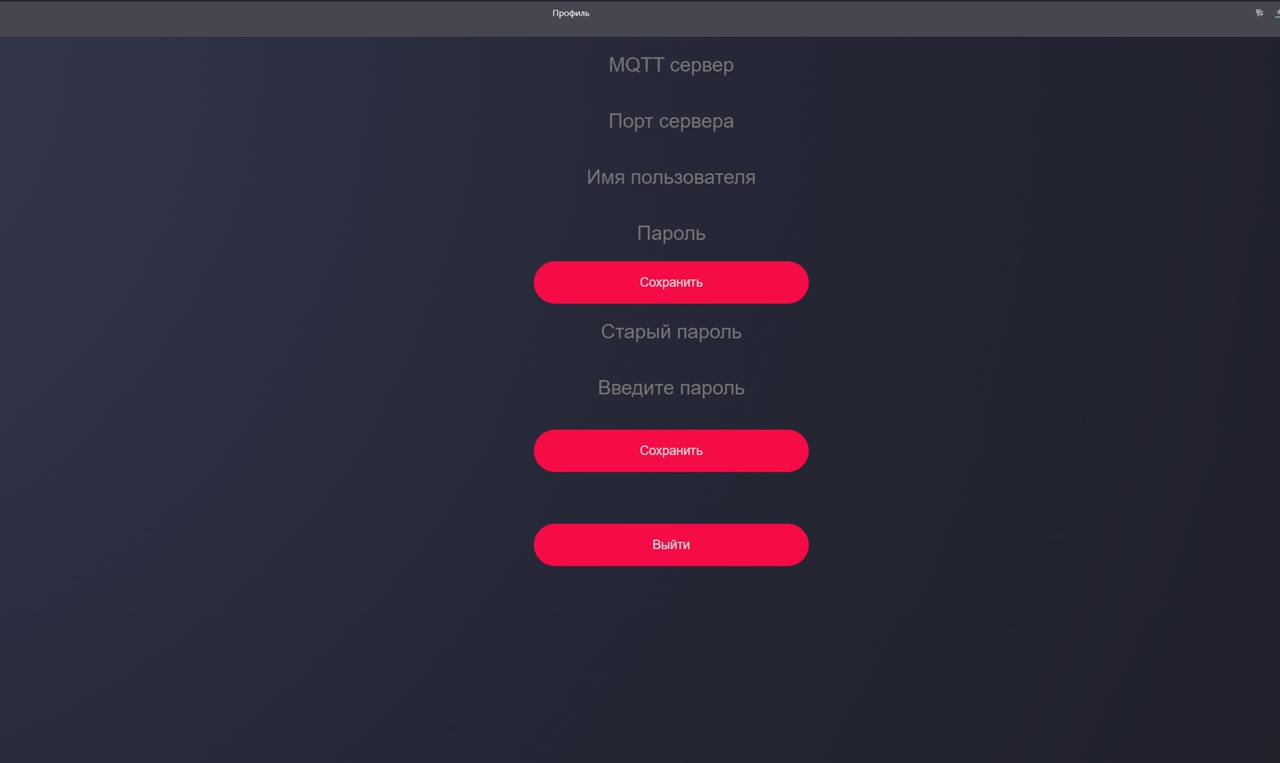 Профиль
MQTT сервер
Порт сервера
Имя пользователя
Пароль
Сохранить
Старый пароль
Введите пароль
Сохранить
Выйти